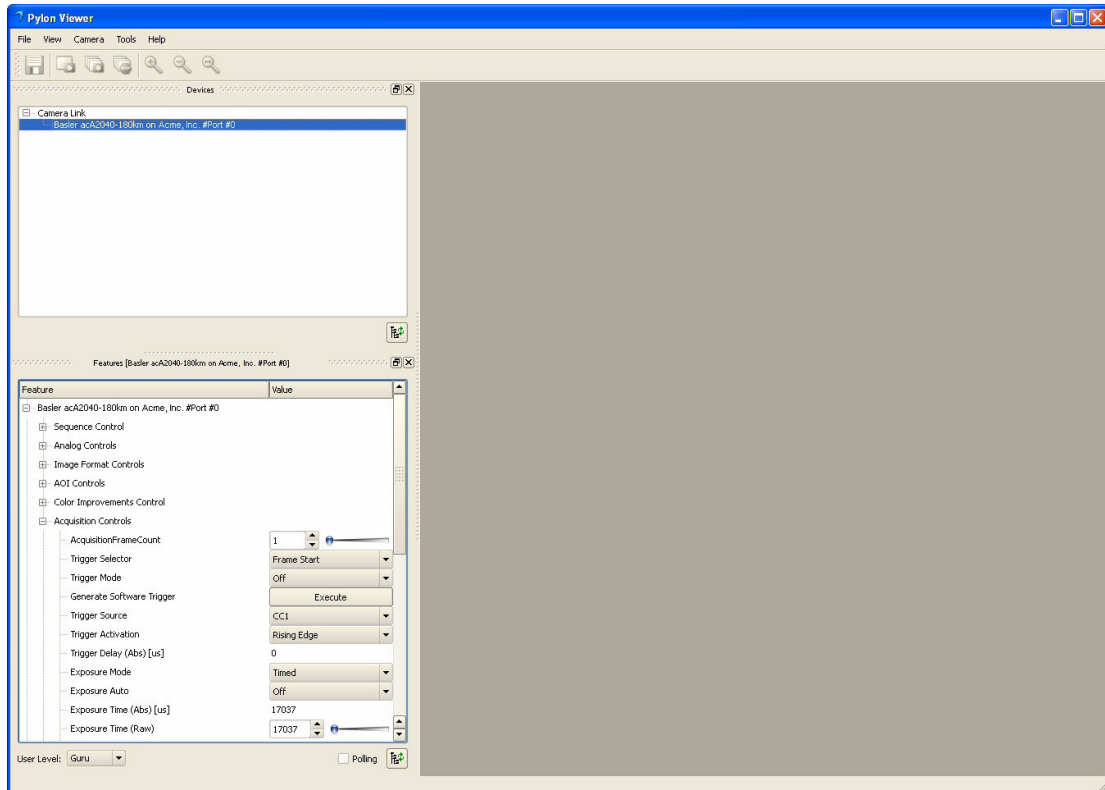 Pylon Viewer
File View Camera Tools Help
Devices
Camera Link
Basler acA2040-180km on Acme, Inc. #Port #0
Features [Basler acA2040-180km on Acme, Inc. #Port #0]
Feature Value
Basler acA2040-180km on Acme, Inc. #Port #0
Sequence Control
Analog Controls
Image Format Controls
AOI Controls
Color Improvements Control
Acquisition Controls
AcquisitionFrameCount 1
Trigger Selector Frame Start
Trigger Mode Off
Generate Software Trigger Execute
Trigger Source CC1
Trigger Activation Rising Edge
Trigger Delay (Abs) [us] 0
Exposure Mode Timed
Exposure Auto Off
Exposure Time (Abs) [us] 17037
Exposure Time (Raw) 17037
User Level: Guru Polling